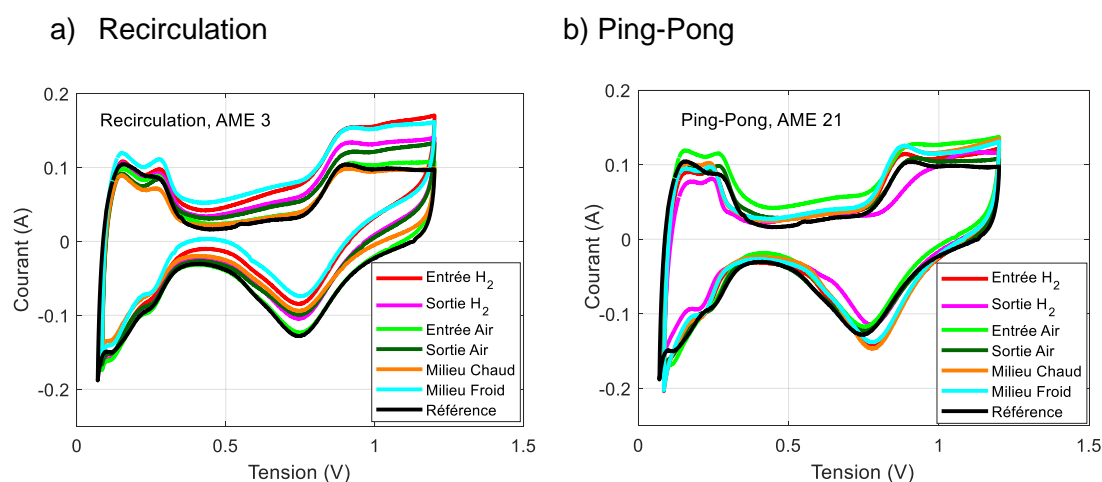 a) Recirculation
b) Ping-Pong
Recirculation, AME 3
Courant (A)
0.2
0.1
0
-0.1
-0.2
0
0.5
1
1.5
Tension (V)
Entrée H2
Sortie H2
Entrée Air
Sortie Air
Milieu Chaud
Milieu Froid
Référence
Ping-Pong, AME 21
Courant (A)
0.2
0.1
0
-0.1
-0.2
0
0.5
1
1.5
Tension (V)
Entrée H2
Sortie H2
Entrée Air
Sortie Air
Milieu Chaud
Milieu Froid
Référence